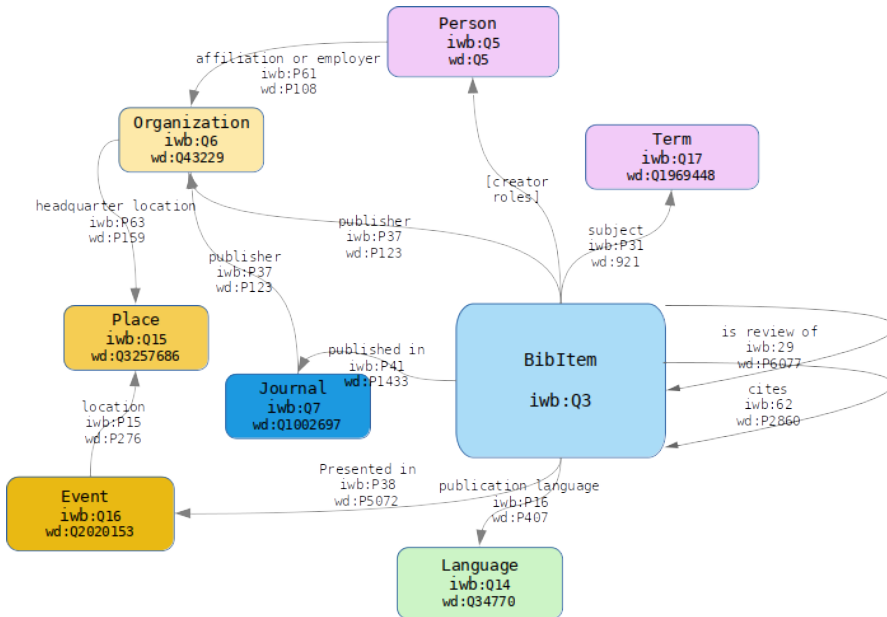 Person
iwb:Q5
wd:Q5
affiliation or employer
iwb:P61
wd:P108
Organization
iwb:Q6
wd:Q43229
Term
iwb:Q17
wd:Q1969448
[creator
roles]
headquarter location
iwb:P63
wd:P159
publisher
iwb:P37
wd:P123
subject
iwb:P31
wd:921
publisher
iwb:P37
wd:P123
Place
iwb:Q15
wd:Q3257686
BibItem
iwb:Q3
is review of
iwb:29
wd:P6077
published in
iwb:P41
wd:P1433
Journal
iwb:Q7
wd:Q1002697
cites
iwb:62
wd:P2860
location
iwb:P15
wd:P276
Presented in
iwb:P38
wd:P5072
publication language
iwb:P16
wd:P407
Event
iwb:Q16
wd:Q2020153
Language
iwb:Q14
wd:Q34770